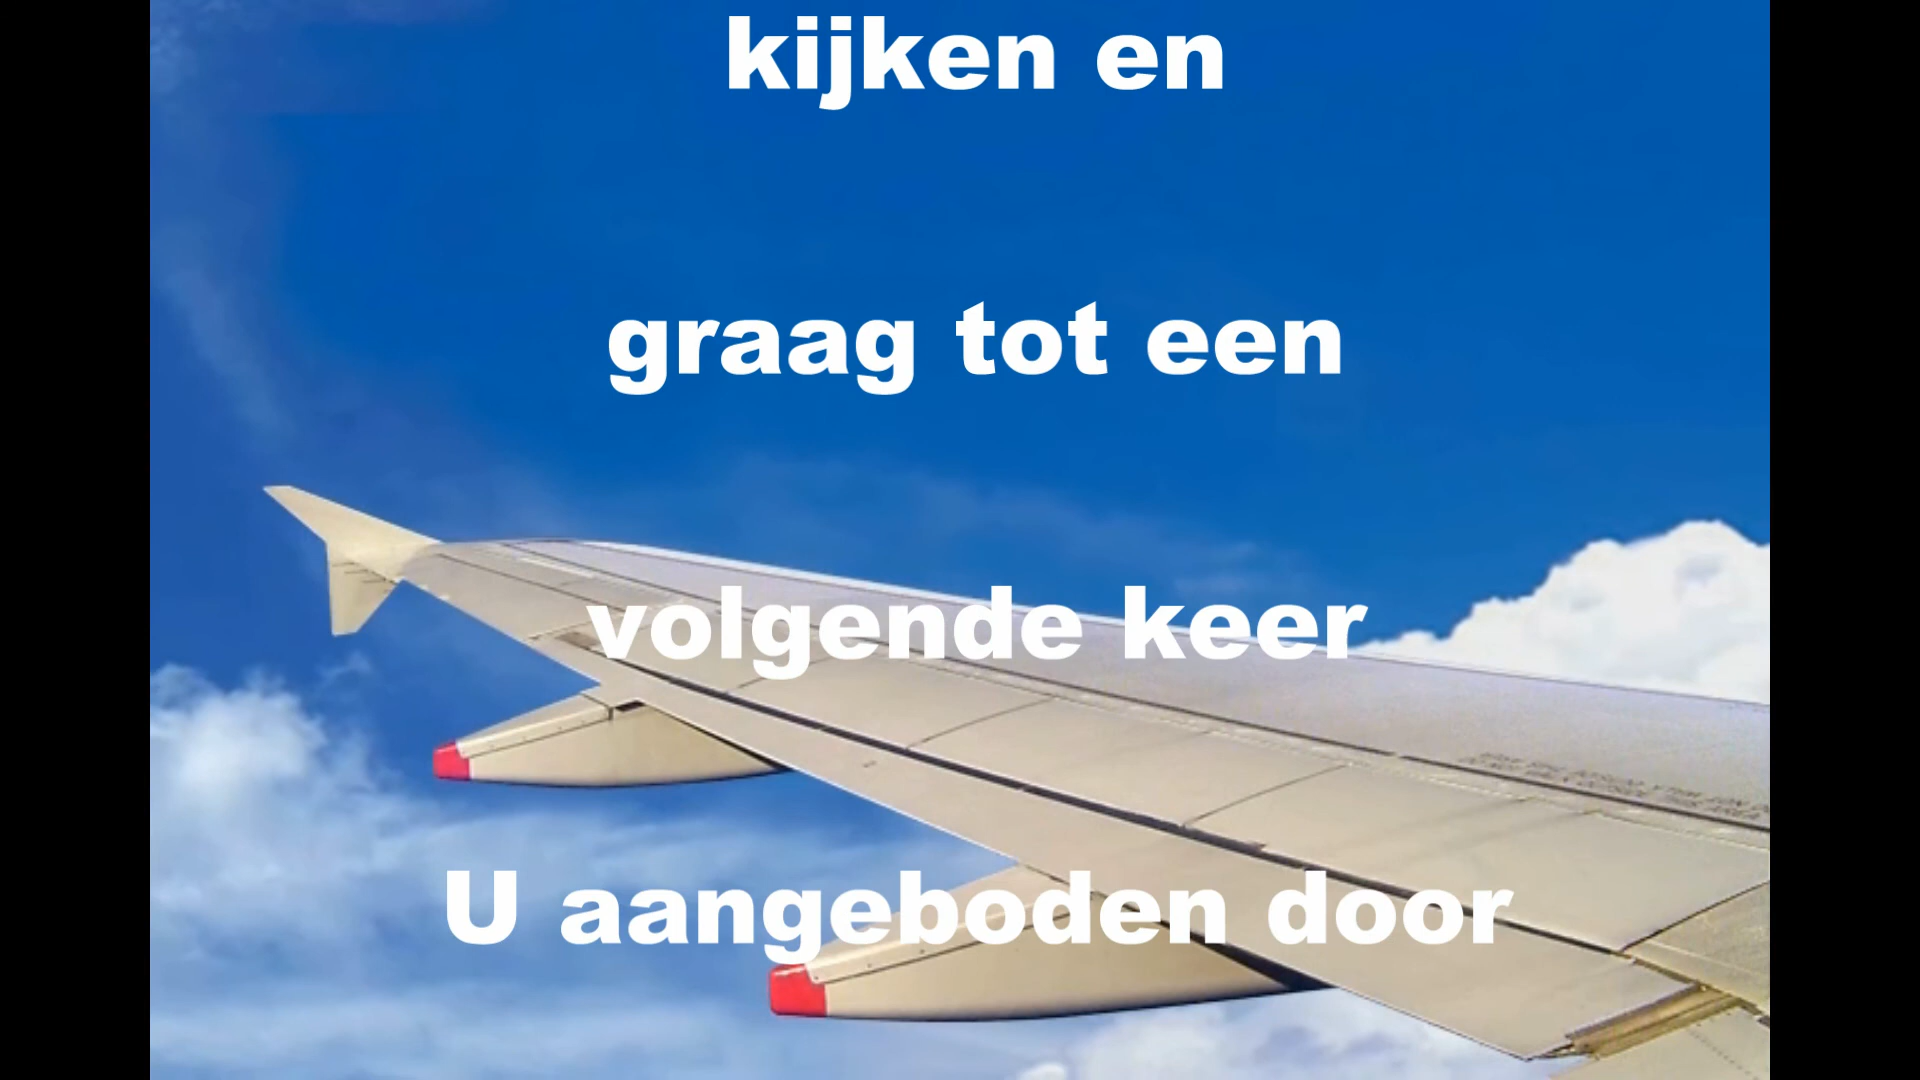 kijken en
graag tot een
volgende keer
U aangeboden door